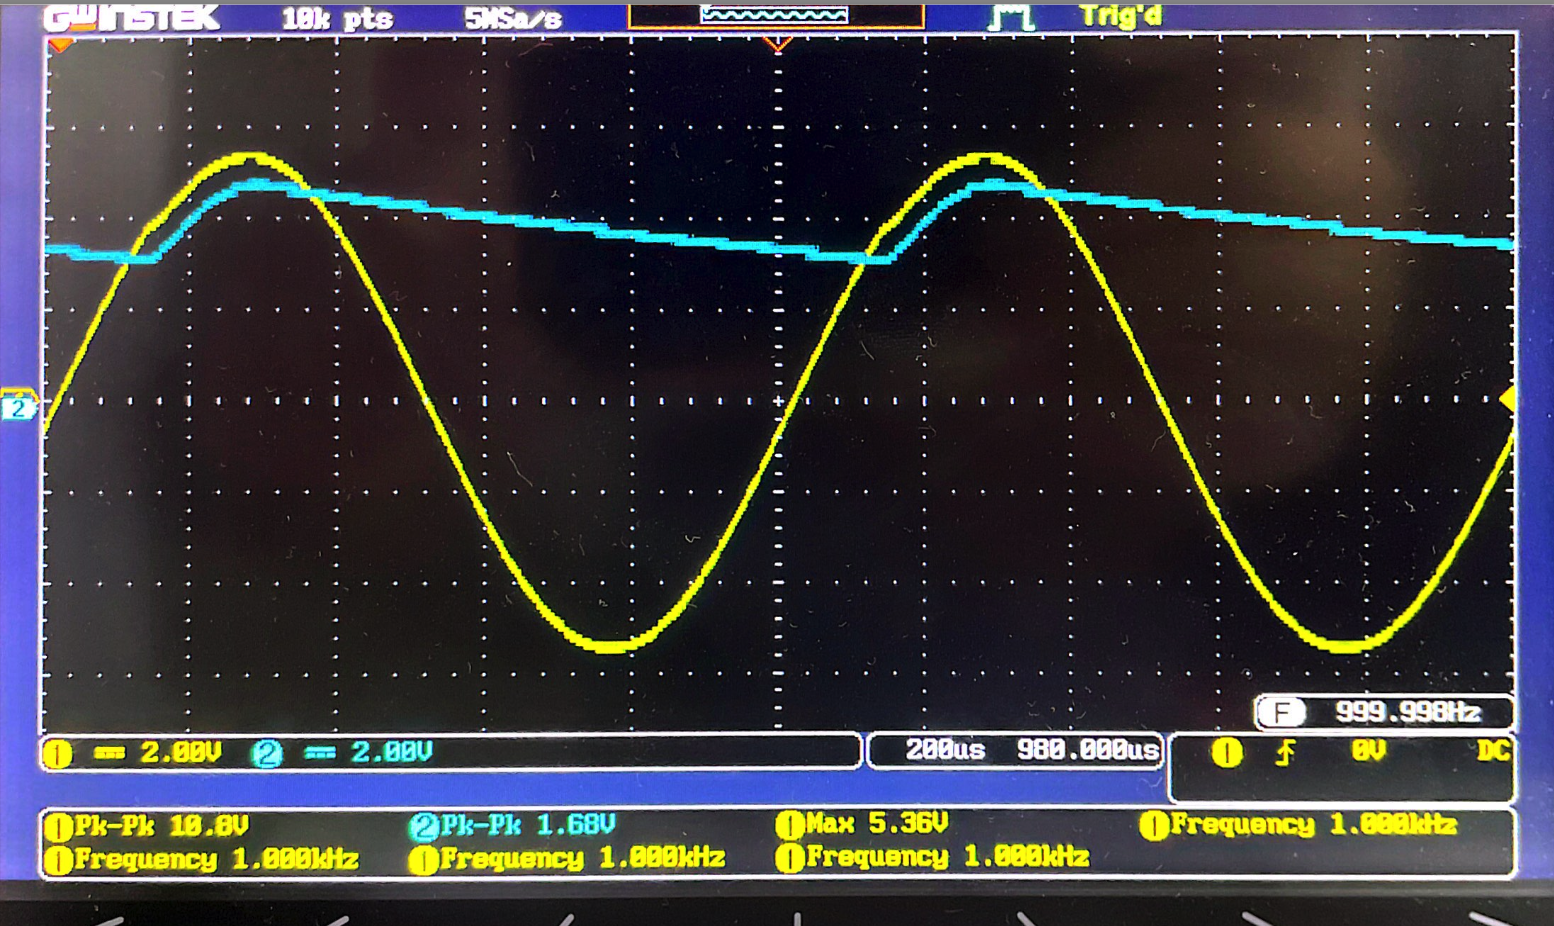 GWINSTEK 10k pts 5MSa/s Trig'd
2
F 999.998Hz
1 2.00V 2 2.00V 200us 980.000us 1 0V DC
1 Pk-Pk 10.8V 2 Pk-Pk 1.68V 1 Max 5.36V 1 Frequency 1.000kHz
1 Frequency 1.000kHz 1 Frequency 1.000kHz 1 Frequency 1.000kHz